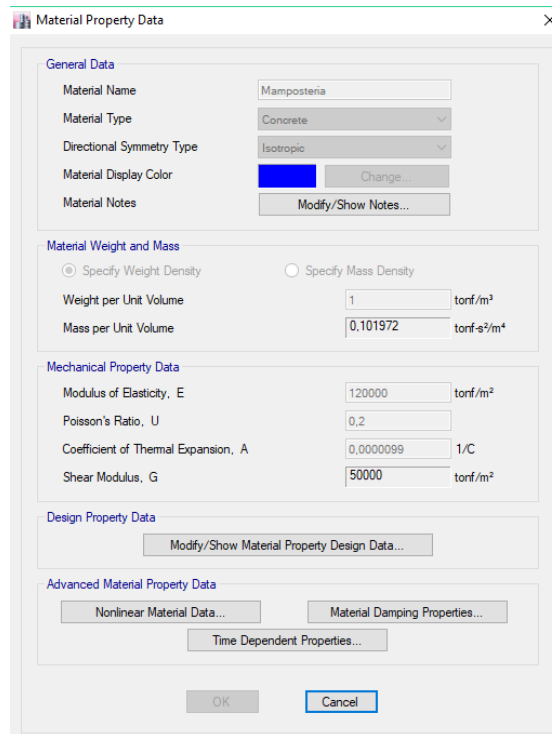 Material Property Data
General Data
Material Name Mamposteria
Material Type Concrete
Directional Symmetry Type Isotropic
Material Display Color Change...
Material Notes Modify/Show Notes...
Material Weight and Mass
Specify Weight Density Specify Mass Density
Weight per Unit Volume 1 tonf/m³
Mass per Unit Volume 0,101972 tonf-s²/m⁴
Mechanical Property Data
Modulus of Elasticity, E 120000 tonf/m²
Poisson's Ratio, U 0,2
Coefficient of Thermal Expansion, A 0,0000099 1/C
Shear Modulus, G 50000 tonf/m²
Design Property Data
Modify/Show Material Property Design Data...
Advanced Material Property Data
Nonlinear Material Data... Material Damping Properties...
Time Dependent Properties...
OK Cancel